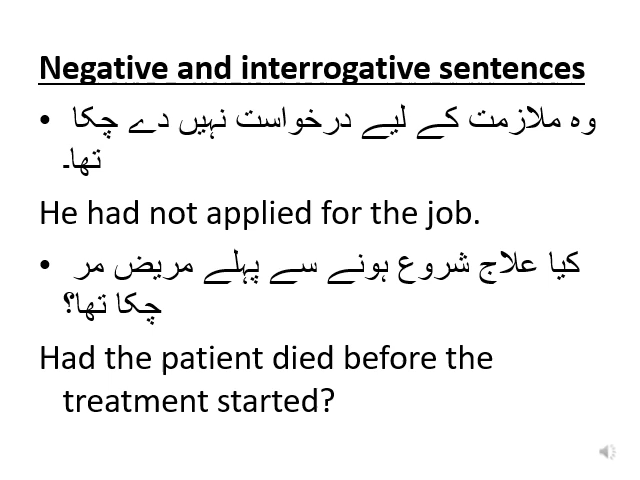 Negative and interrogative sentences
• وہ ملازمت کے لیے درخواست نہیں دے چکا
تھا۔
He had not applied for the job.
• کیا علاج شروع ہونے سے پہلے مریض مر
چکا تھا؟
Had the patient died before the
treatment started?